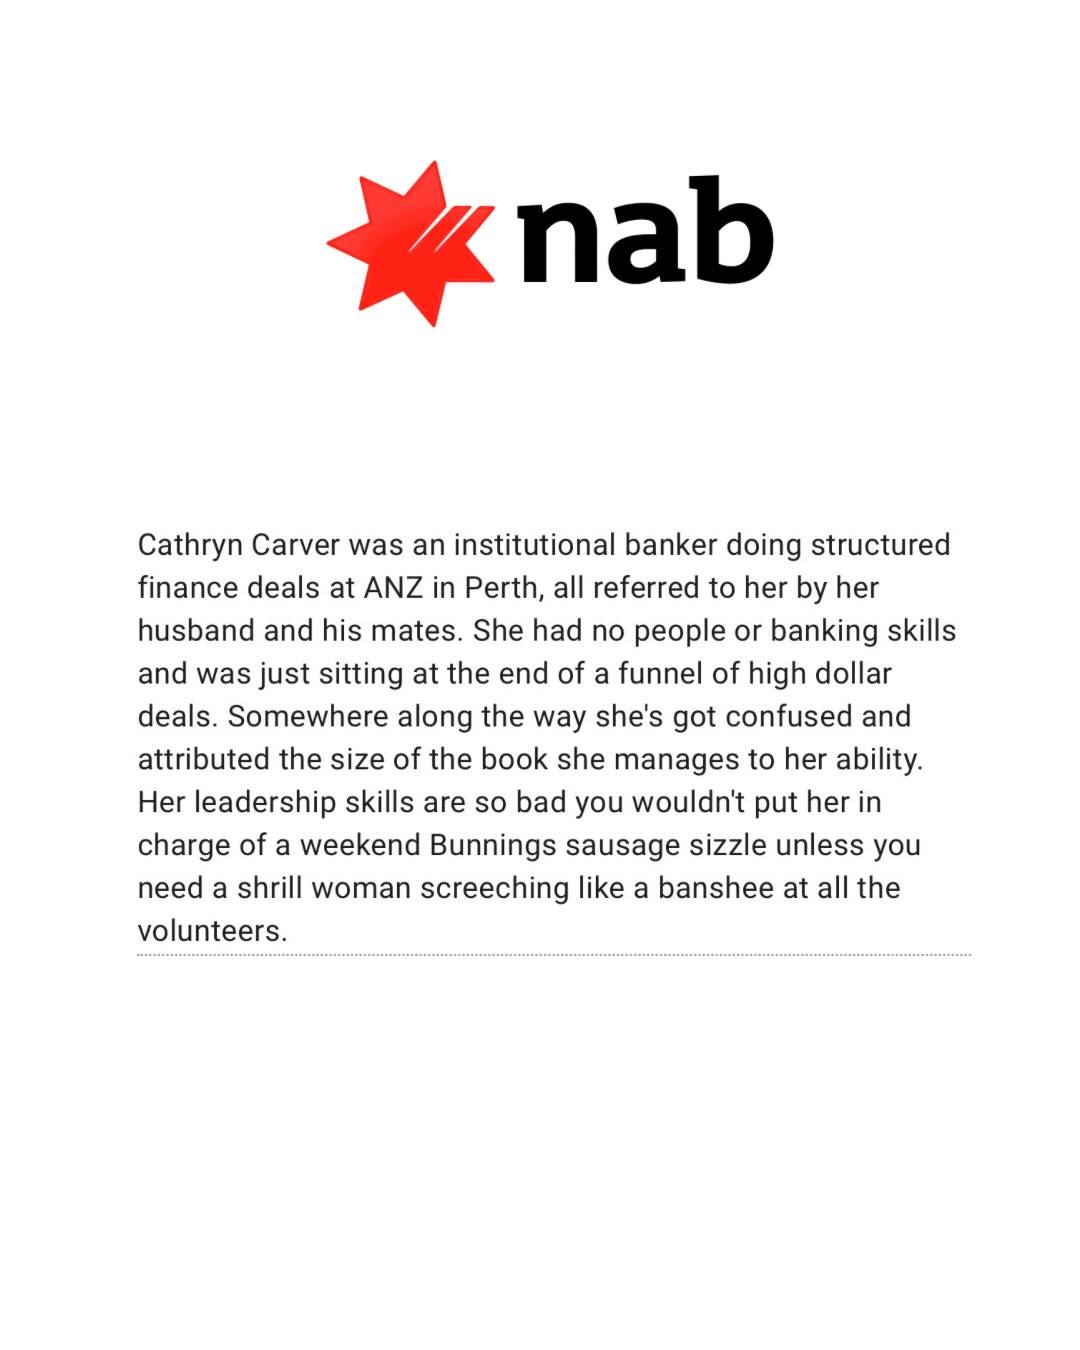 nab
Cathryn Carver was an institutional banker doing structured
finance deals at ANZ in Perth, all referred to her by her
husband and his mates. She had no people or banking skills
and was just sitting at the end of a funnel of high dollar
deals. Somewhere along the way she's got confused and
attributed the size of the book she manages to her ability.
Her leadership skills are so bad you wouldn't put her in
charge of a weekend Bunnings sausage sizzle unless you
need a shrill woman screeching like a banshee at all the
volunteers.